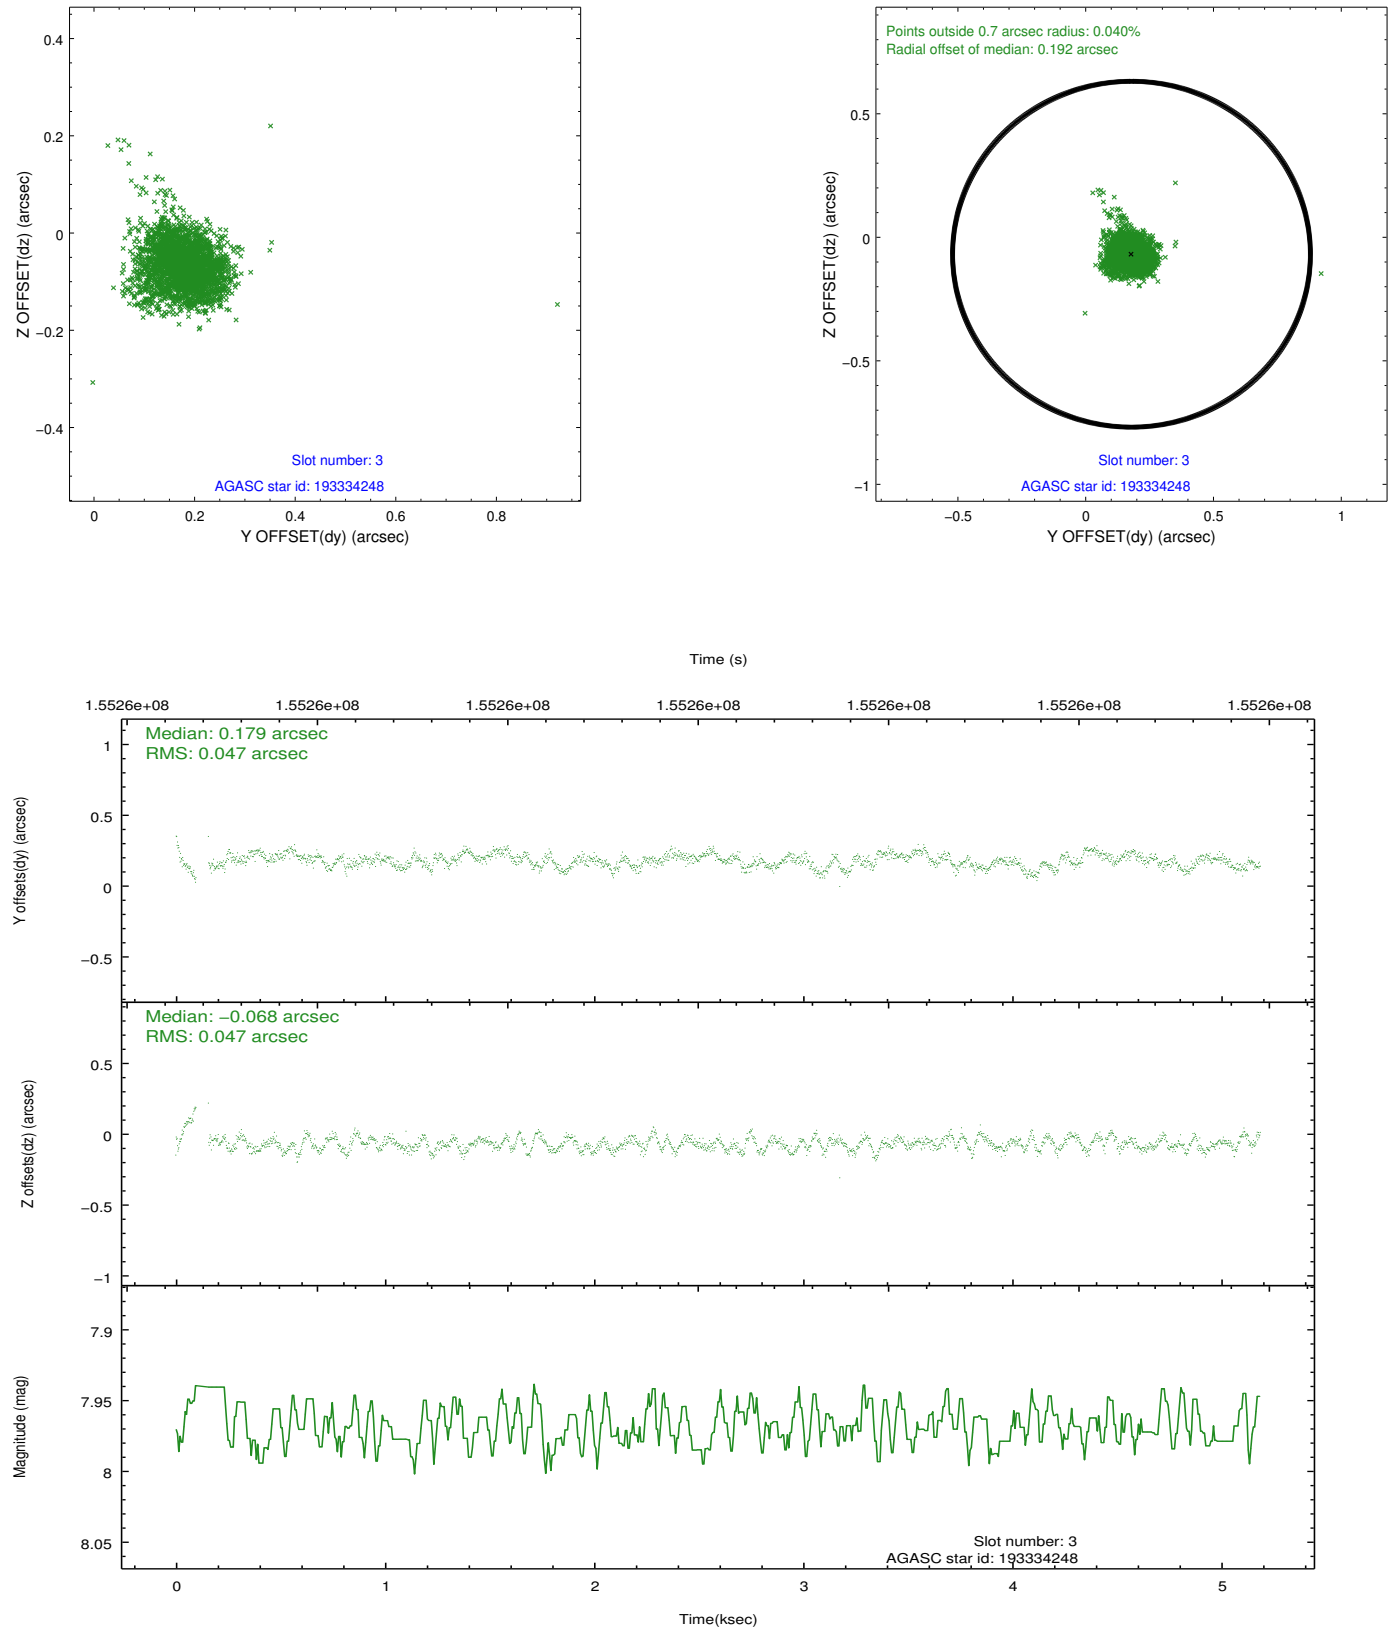 0.4
0.2
0
−0.2
−0.4
Z OFFSET(dz) (arcsec)
Slot number: 3
AGASC star id: 193334248
0
0.2
0.4
0.6
0.8
Y OFFSET(dy) (arcsec)
Points outside 0.7 arcsec radius: 0.040%
Radial offset of median: 0.192 arcsec
0.5
0
−0.5
−1
Z OFFSET(dz) (arcsec)
Slot number: 3
AGASC star id: 193334248
−0.5
0
0.5
1
Y OFFSET(dy) (arcsec)
Time (s)
1.5526e+08
1.5526e+08
1.5526e+08
1.5526e+08
1.5526e+08
1.5526e+08
1.5526e+08
Median: 0.179 arcsec
RMS: 0.047 arcsec
1
0.5
0
−0.5
Y offsets(dy) (arcsec)
Median: −0.068 arcsec
RMS: 0.047 arcsec
0.5
0
−0.5
−1
Z offsets(dz) (arcsec)
7.9
7.95
8
8.05
Magnitude (mag)
Slot number: 3
AGASC star id: 193334248
0
1
2
3
4
5
Time(ksec)